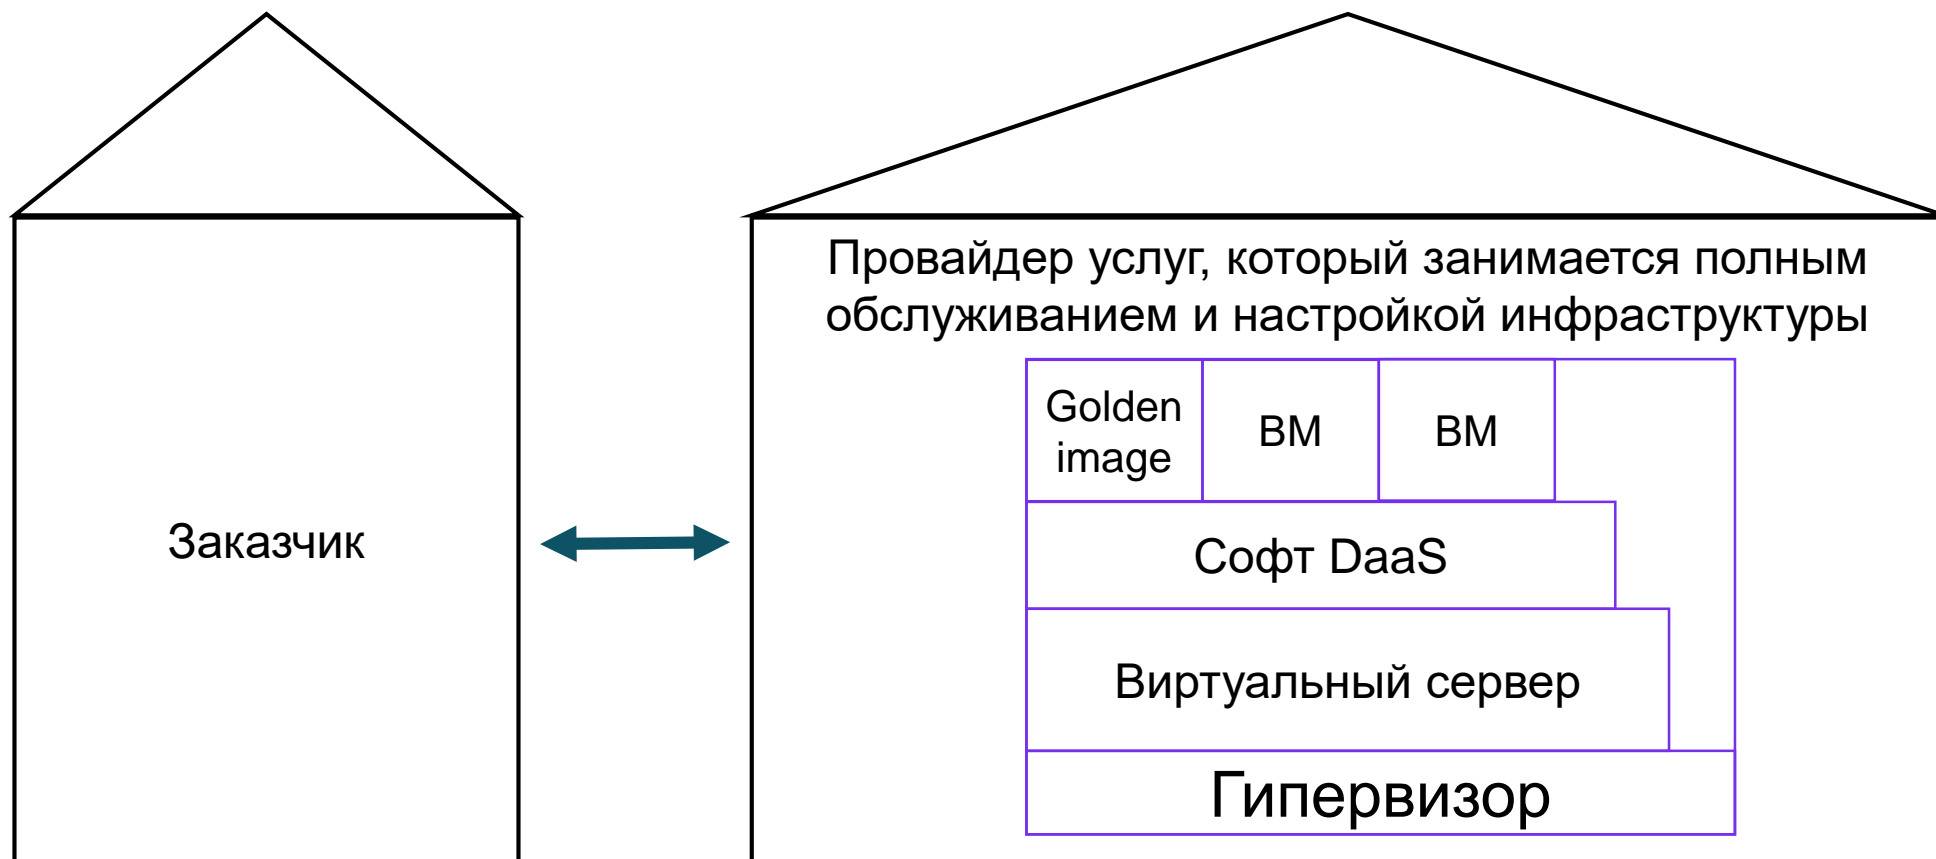 Провайдер услуг, который занимается полным
обслуживанием и настройкой инфраструктуры
Golden
image
ВМ
ВМ
Заказчик
Софт DaaS
Виртуальный сервер
Гипервизор